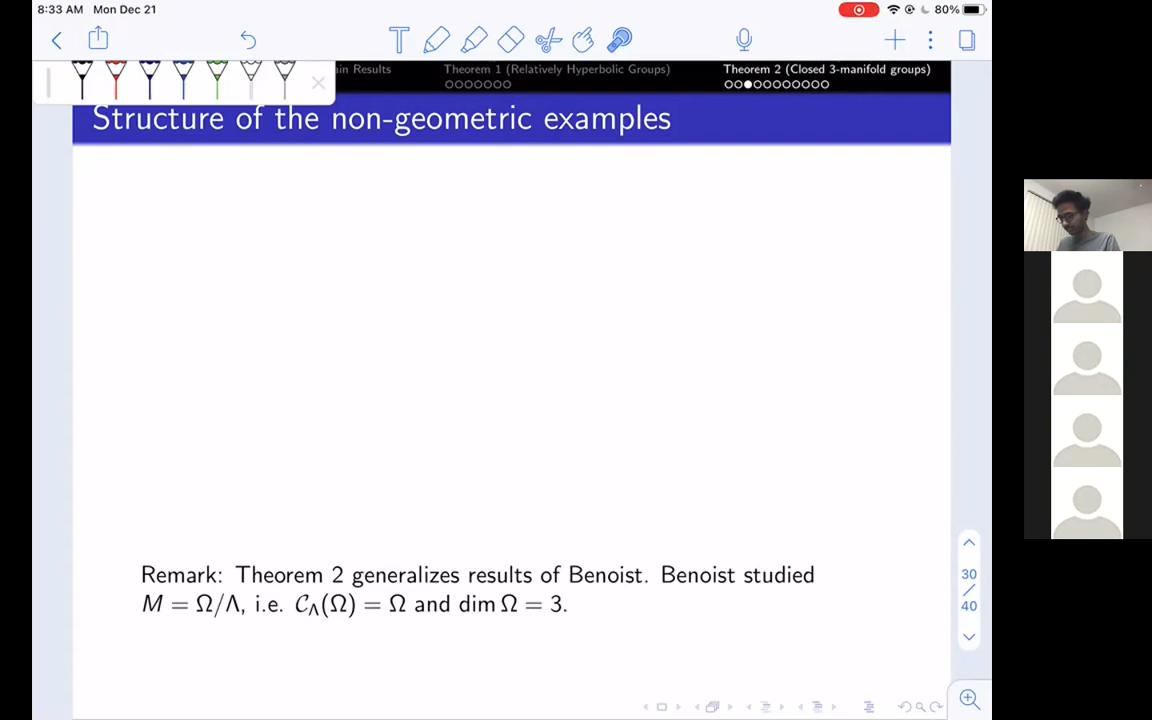 8:33 AM Mon Dec 21
80%
T
ain Results
Theorem 1 (Relatively Hyperbolic Groups)
Theorem 2 (Closed 3-manifold groups)
Structure of the non-geometric examples
Remark: Theorem 2 generalizes results of Benoist. Benoist studied
M = Ω/Λ, i.e. 𝒞_Λ(Ω) = Ω and dim Ω = 3.
30
/
40